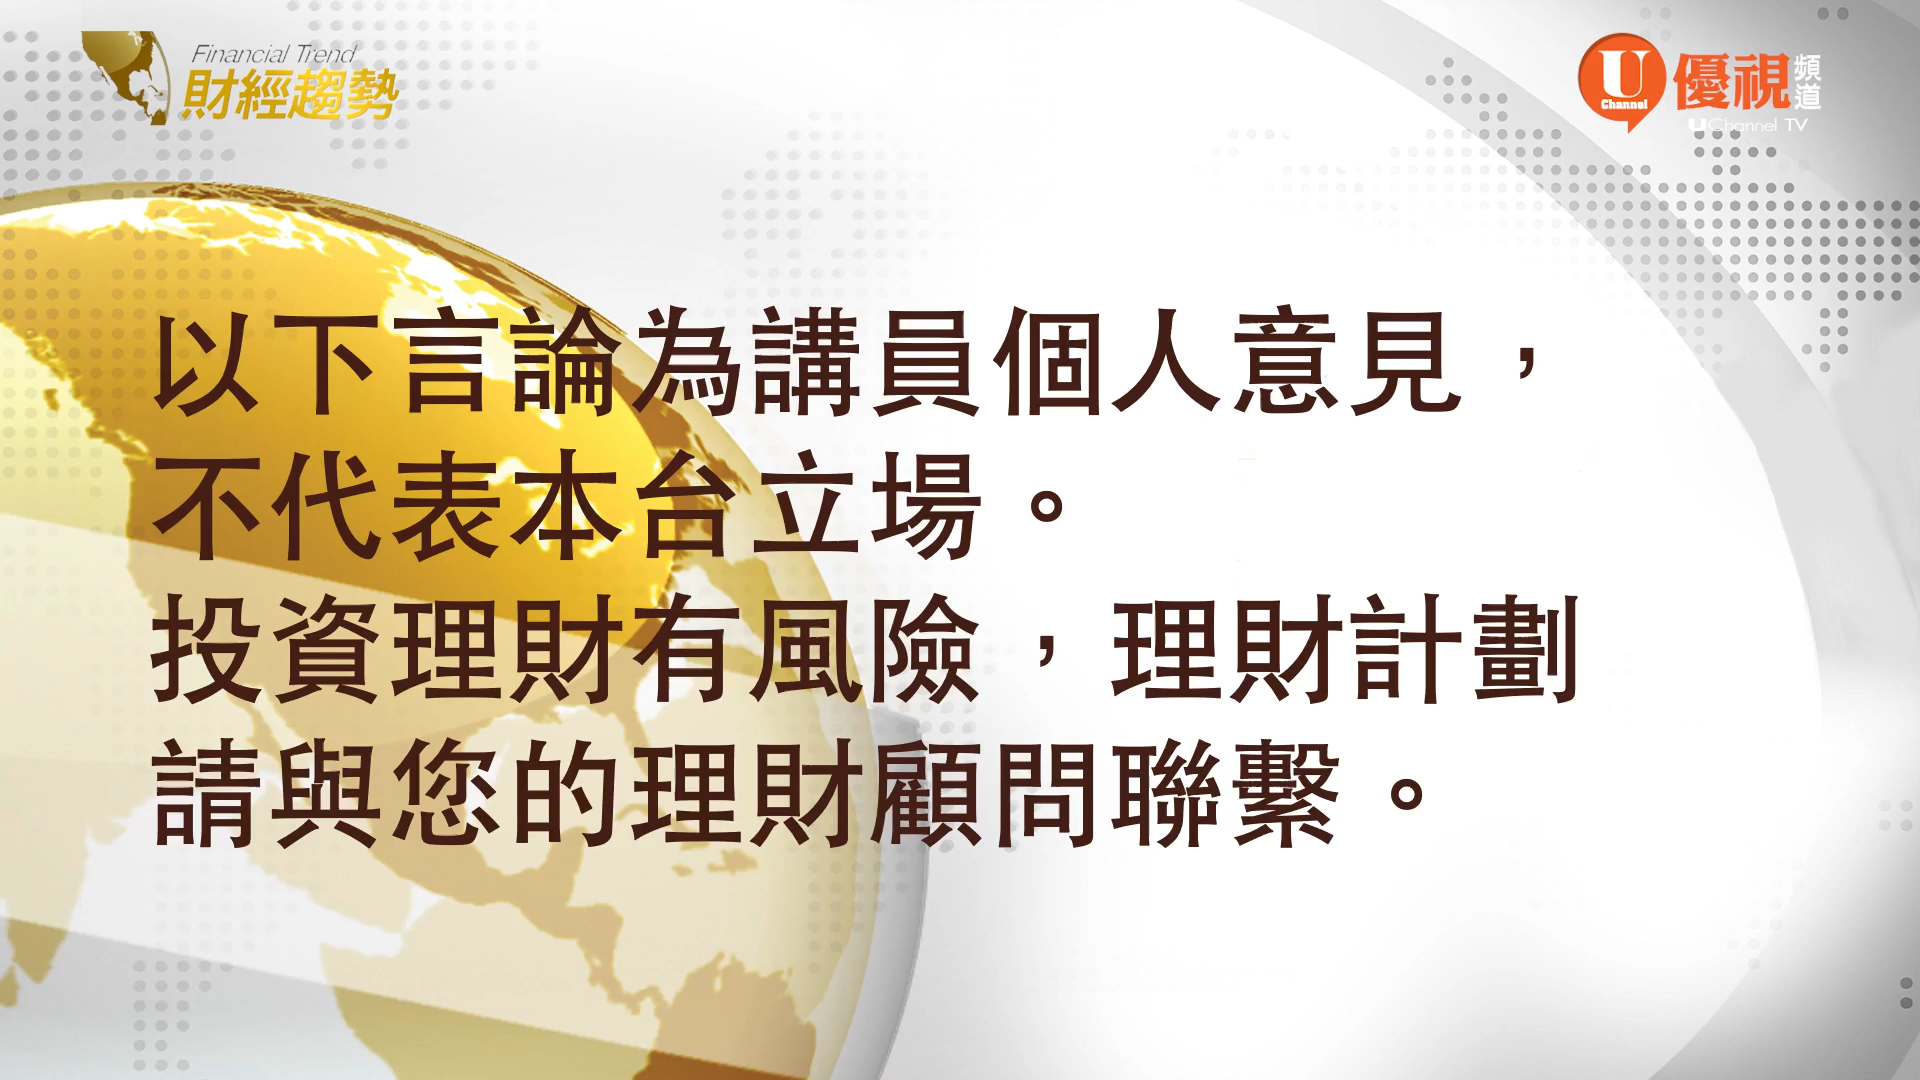 Financial Trend
財經趨勢
U Channel
優視頻道
UChannel TV
以下言論為講員個人意見，
不代表本台立場。
投資理財有風險，理財計劃
請與您的理財顧問聯繫。